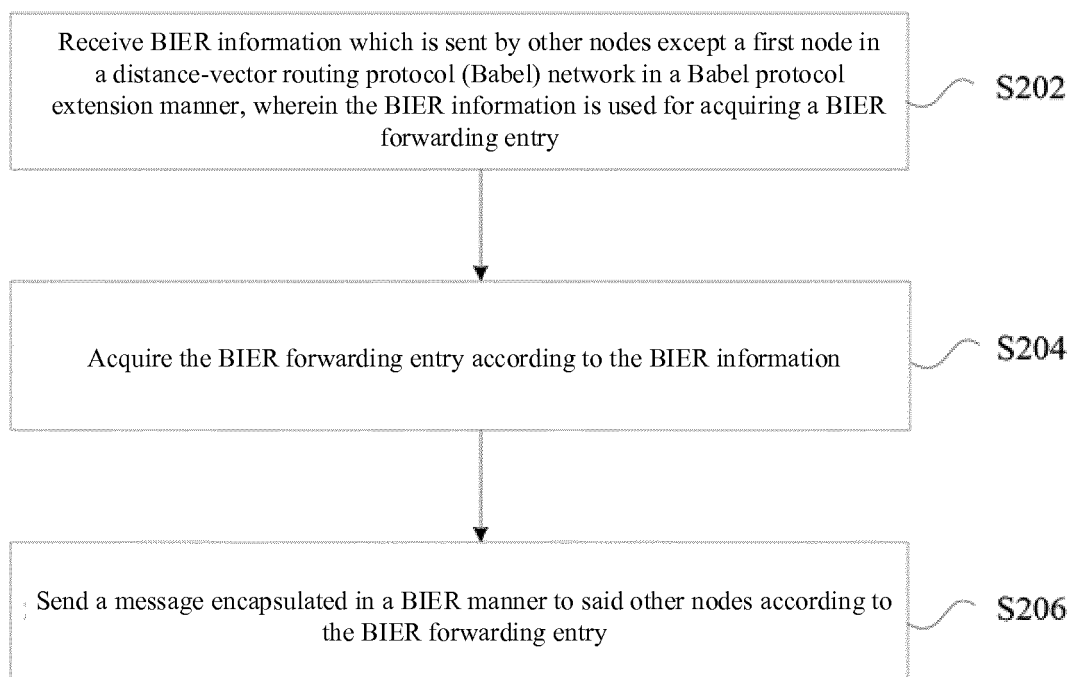 Receive BIER information which is sent by other nodes except a first node in
a distance-vector routing protocol (Babel) network in a Babel protocol
extension manner, wherein the BIER information is used for acquiring a BIER
forwarding entry
S202
Acquire the BIER forwarding entry according to the BIER information
S204
Send a message encapsulated in a BIER manner to said other nodes according to
the BIER forwarding entry
S206